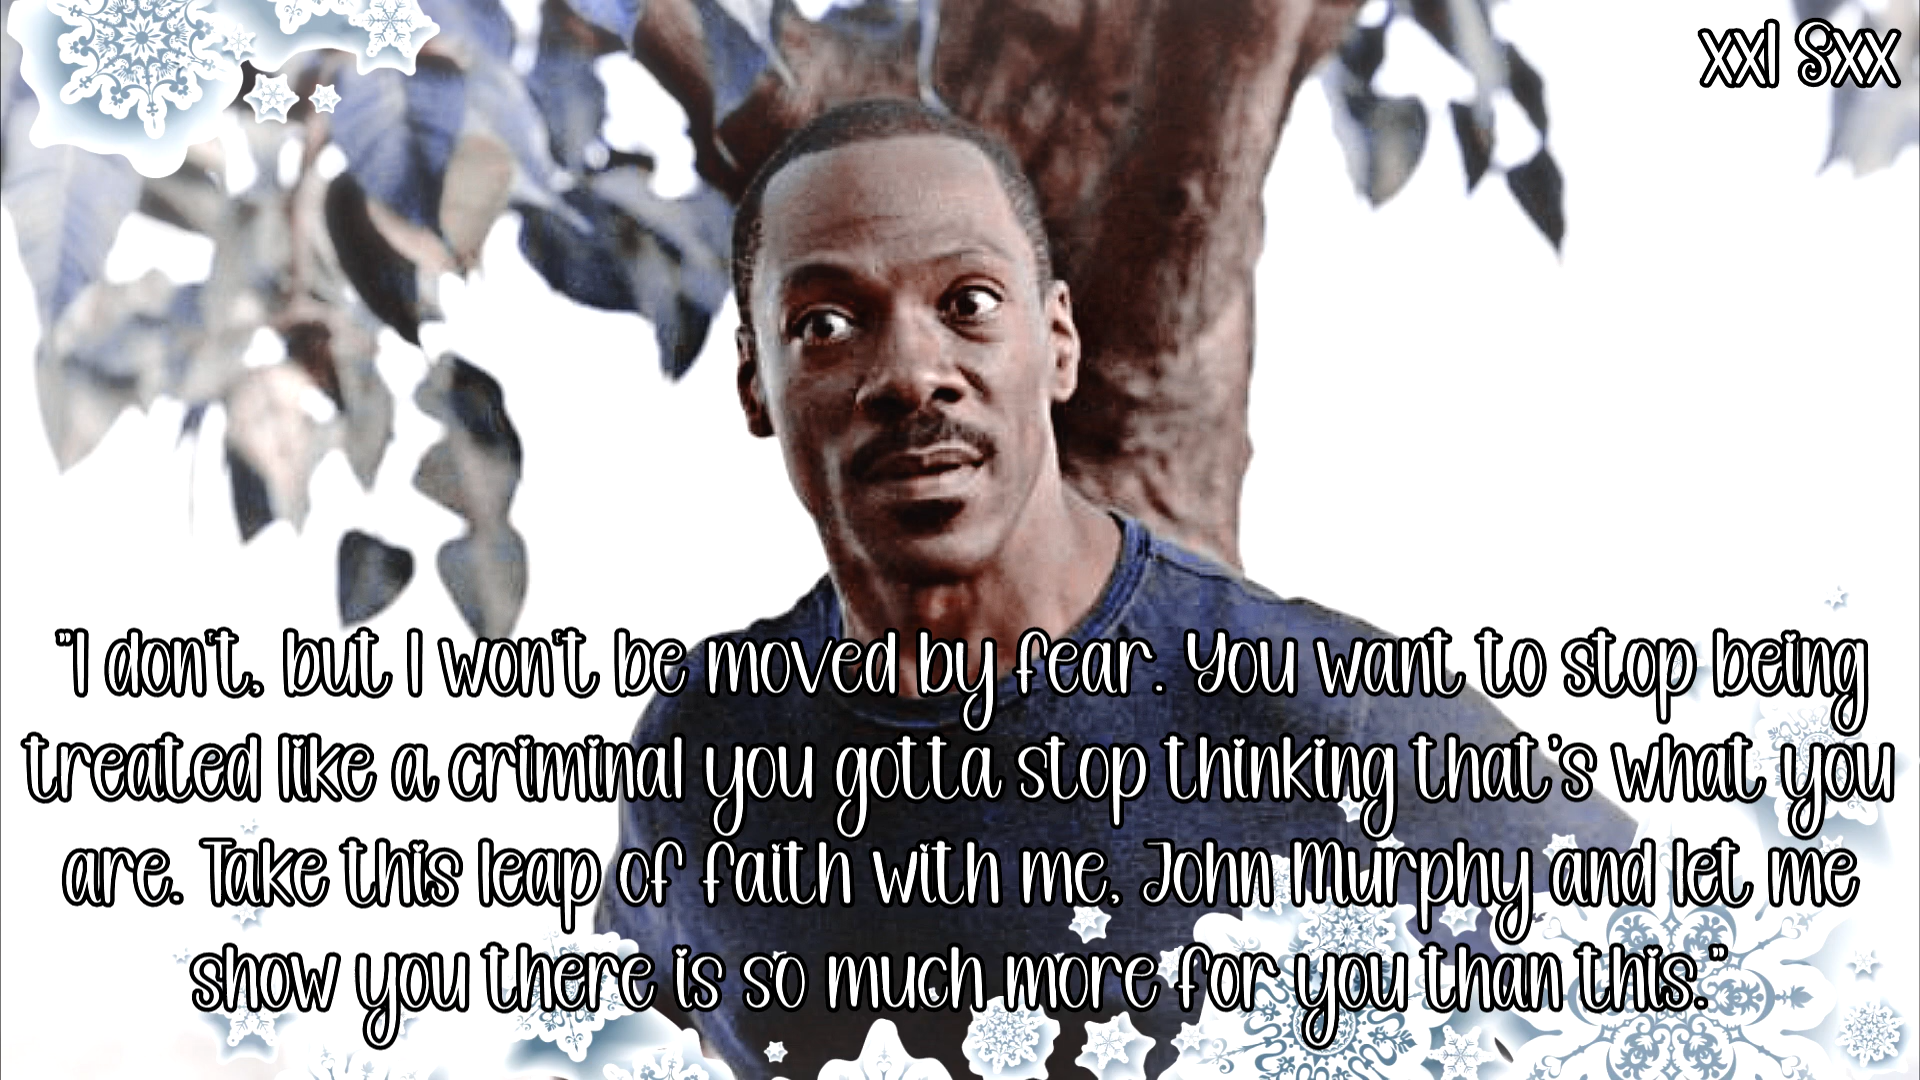 xxl Sxx
"I don't, but I won't be moved by fear. You want to stop being
treated like a criminal you gotta stop thinking that's what you
are. Take this leap of faith with me, John Murphy and let me
show you there is so much more for you than this."